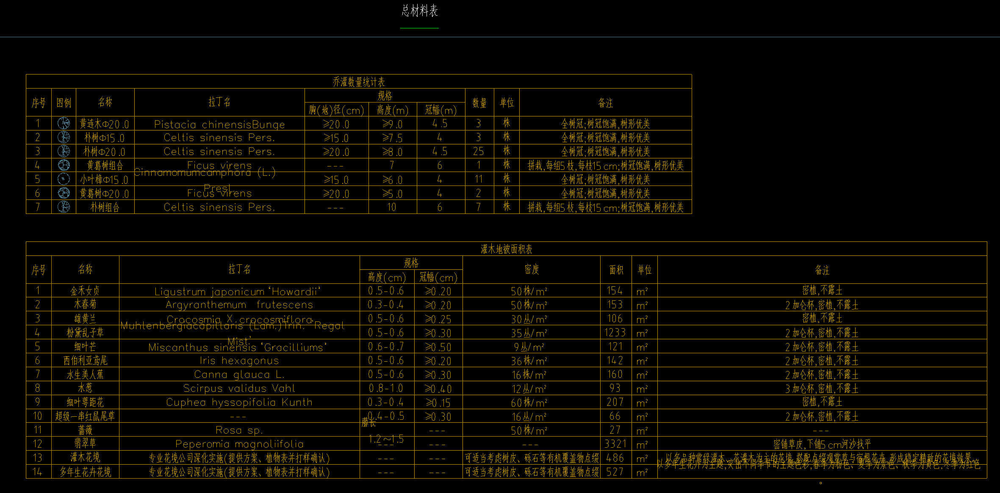 总材料表
乔灌数量统计表
序号 图例 名称 拉丁名 规格 数量 单位 备注
胸(地)径(cm) 高度(m) 冠幅(m)
1 黄连木Φ20.0 Pistacia chinensisBunge ≥20.0 ≥9.0 4.5 3 株 全树冠;树冠饱满,树形优美
2 朴树Φ15.0 Celtis sinensis Pers. ≥15.0 ≥7.5 4 3 株 全树冠;树冠饱满,树形优美
3 朴树Φ20.0 Celtis sinensis Pers. ≥20.0 ≥8.0 4.5 25 株 全树冠;树冠饱满,树形优美
4 黄葛树组合 Ficus virens --- 7 6 1 株 拼栽,每组5枝,每枝15cm;树冠饱满,树形优美
5 小叶樟Φ15.0 Cinnamomumcamphora (L.) Presl. ≥15.0 ≥6.0 4 11 株 全树冠;树冠饱满,树形优美
6 黄葛树Φ20.0 Ficus virens ≥20.0 ≥5.0 4 2 株 全树冠;树冠饱满,树形优美
7 朴树组合 Celtis sinensis Pers. --- 10 6 7 株 拼栽,每组5枝,每枝15cm;树冠饱满,树形优美
灌木地被面积表
序号 名称 拉丁名 规格 密度 面积 单位 备注
高度(cm) 冠幅(cm)
1 金禾女贞 Ligustrum japonicum 'Howardii' 0.5-0.6 ≥0.20 50株/m² 154 m² 密植,不露土
2 木春菊 Argyranthemum frutescens 0.3-0.4 ≥0.20 50株/m² 153 m² 2加仑杯,密植,不露土
3 雄黄兰 Crocosmia X crocosmiflora 0.5-0.6 ≥0.25 30丛/m² 106 m² 密植,不露土
4 粉黛乱子草 Muhlenbergiacapillaris (Lam.)Trin. 'Regal Mist' 0.5-0.6 ≥0.30 35丛/m² 1233 m² 2加仑杯,密植,不露土
5 细叶芒 Miscanthus sinensis 'Gracilliums' 0.6-0.7 ≥0.50 9丛/m² 121 m² 2加仑杯,密植,不露土
6 西伯利亚鸢尾 Iris hexagonus 0.5-0.6 ≥0.20 36株/m² 142 m² 2加仑杯,密植,不露土
7 水生美人蕉 Canna glauca L. 0.5-0.6 ≥0.30 16株/m² 160 m² 2加仑杯,密植,不露土
8 水葱 Scirpus validus Vahl 0.8-1.0 ≥0.40 12丛/m² 93 m² 3加仑杯,密植,不露土
9 细叶萼距花 Cuphea hyssopifolia Kunth 0.3-0.4 ≥0.15 60株/m² 207 m² 密植,不露土
10 超级一串红鼠尾草 --- 0.4-0.5 ≥0.30 16丛/m² 66 m² 2加仑杯,密植,不露土
11 蔷薇 Rosa sp. 藤长1.2~1.5 --- 50株/m² 27 m² ---
12 翡翠草 Peperomia magnoliifolia --- --- --- 3321 m² 密铺草皮,下铺5cm河沙找平
13 灌木花境 专业花境公司深化实施(提供方案、植物表并打样确认) --- --- 可适当考虑树皮、砾石等有机覆盖物点缀 486 m² 以多品种常绿灌木、花灌木为主的花境,搭配点缀观赏草与宿根花卉,形成稳定精致的花境效果。
14 多年生花卉花境 专业花境公司深化实施(提供方案、植物表并打样确认) --- --- 可适当考虑树皮、砾石等有机覆盖物点缀 527 m² 以多年生花卉为主题,突出不同季节的主题色彩,春季为粉色、夏季为紫色、秋季为黄色,冬季为红色。